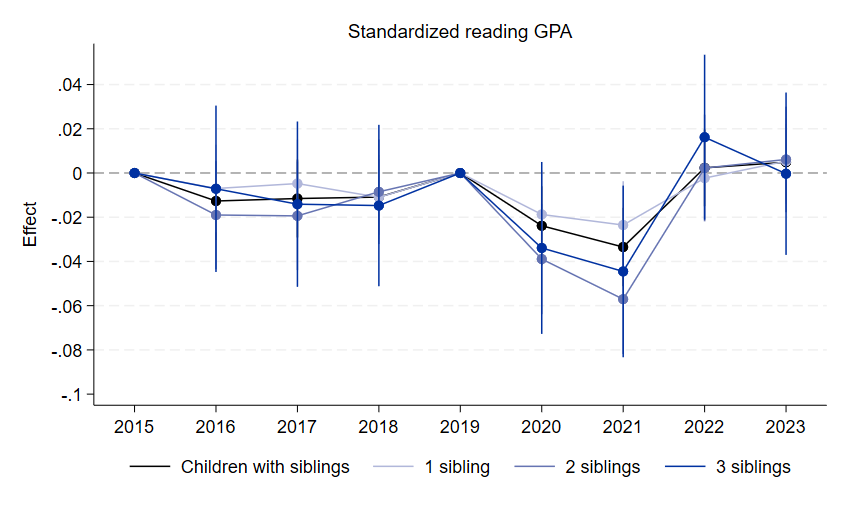 Standardized reading GPA
Effect
.04
.02
0
-.02
-.04
-.06
-.08
-.1
2015 2016 2017 2018 2019 2020 2021 2022 2023
Children with siblings 1 sibling 2 siblings 3 siblings